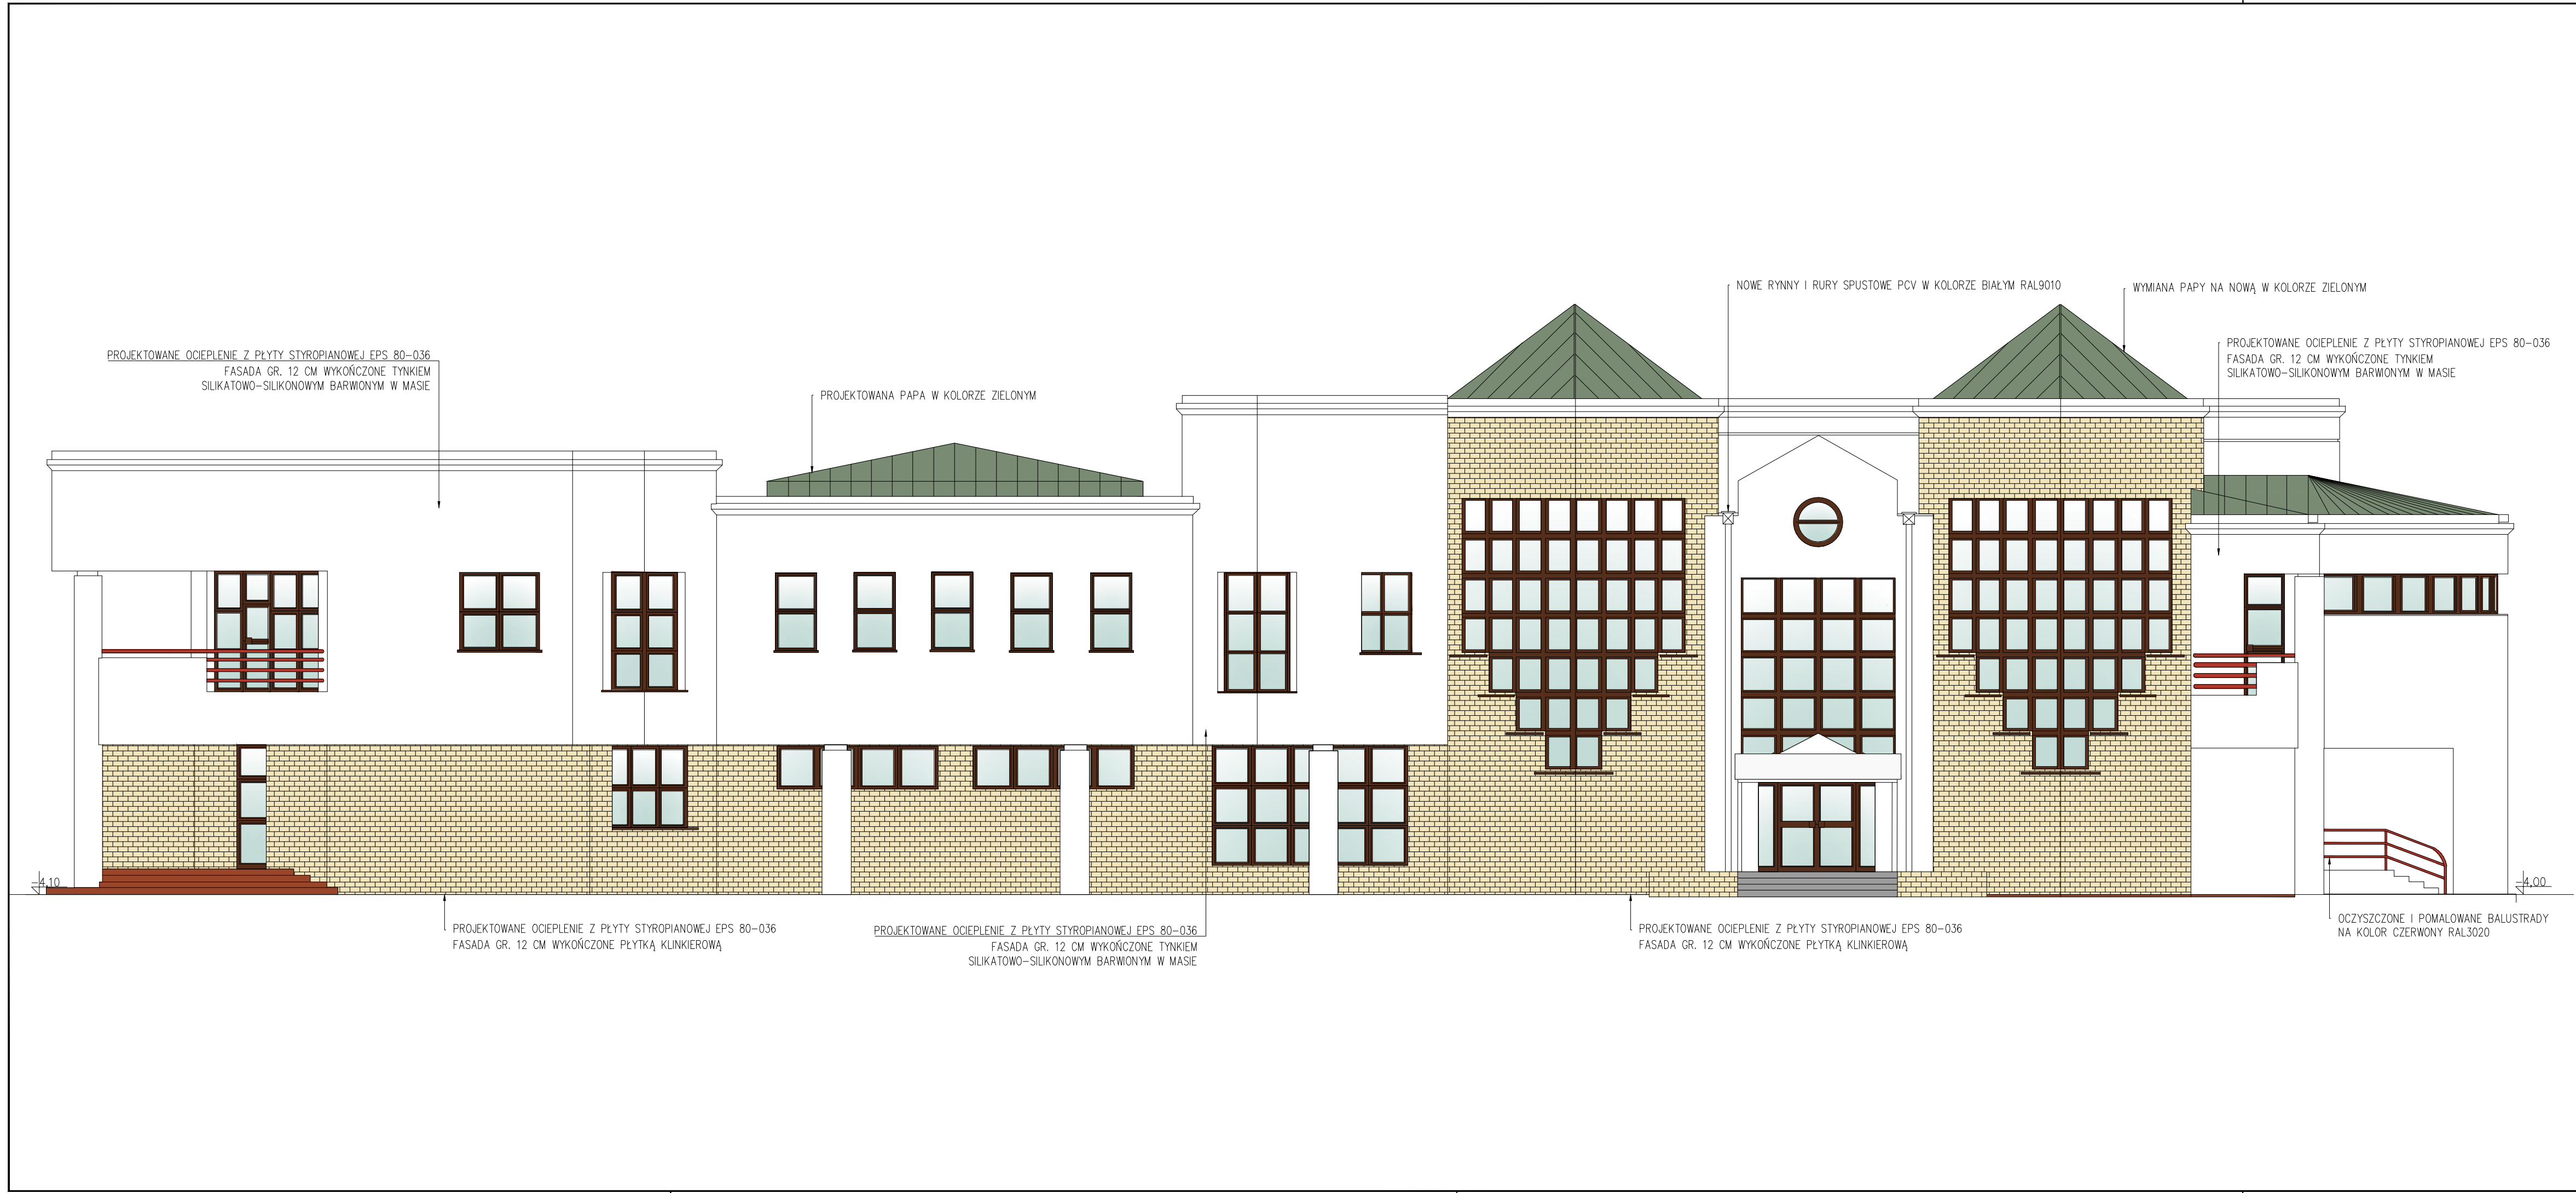 NOWE RYNNY I RURY SPUSTOWE PCV W KOLORZE BIAŁYM RAL9010
WYMIANA PAPY NA NOWĄ W KOLORZE ZIELONYM
PROJEKTOWANE OCIEPLENIE Z PŁYTY STYROPIANOWEJ EPS 80-036
FASADA GR. 12 CM WYKOŃCZONE TYNKIEM
SILIKATOWO-SILIKONOWYM BARWIONYM W MASIE
PROJEKTOWANA PAPA W KOLORZE ZIELONYM
PROJEKTOWANE OCIEPLENIE Z PŁYTY STYROPIANOWEJ EPS 80-036
FASADA GR. 12 CM WYKOŃCZONE TYNKIEM
SILIKATOWO-SILIKONOWYM BARWIONYM W MASIE
-4,10
-4,00
PROJEKTOWANE OCIEPLENIE Z PŁYTY STYROPIANOWEJ EPS 80-036
FASADA GR. 12 CM WYKOŃCZONE PŁYTKĄ KLINKIEROWĄ
PROJEKTOWANE OCIEPLENIE Z PŁYTY STYROPIANOWEJ EPS 80-036
FASADA GR. 12 CM WYKOŃCZONE TYNKIEM
SILIKATOWO-SILIKONOWYM BARWIONYM W MASIE
PROJEKTOWANE OCIEPLENIE Z PŁYTY STYROPIANOWEJ EPS 80-036
FASADA GR. 12 CM WYKOŃCZONE PŁYTKĄ KLINKIEROWĄ
OCZYSZCZONE I POMALOWANE BALUSTRADY
NA KOLOR CZERWONY RAL3020